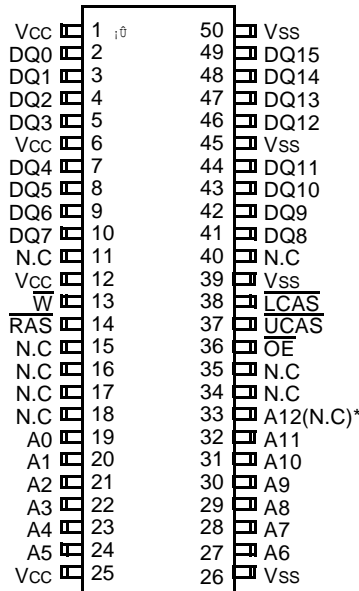 Vcc 1 ¡Û 50 Vss
DQ0 2 49 DQ15
DQ1 3 48 DQ14
DQ2 4 47 DQ13
DQ3 5 46 DQ12
Vcc 6 45 Vss
DQ4 7 44 DQ11
DQ5 8 43 DQ10
DQ6 9 42 DQ9
DQ7 10 41 DQ8
N.C 11 40 N.C
Vcc 12 39 Vss
W 13 38 LCAS
RAS 14 37 UCAS
N.C 15 36 OE
N.C 16 35 N.C
N.C 17 34 N.C
N.C 18 33 A12(N.C)*
A0 19 32 A11
A1 20 31 A10
A2 21 30 A9
A3 22 29 A8
A4 23 28 A7
A5 24 27 A6
Vcc 25 26 Vss